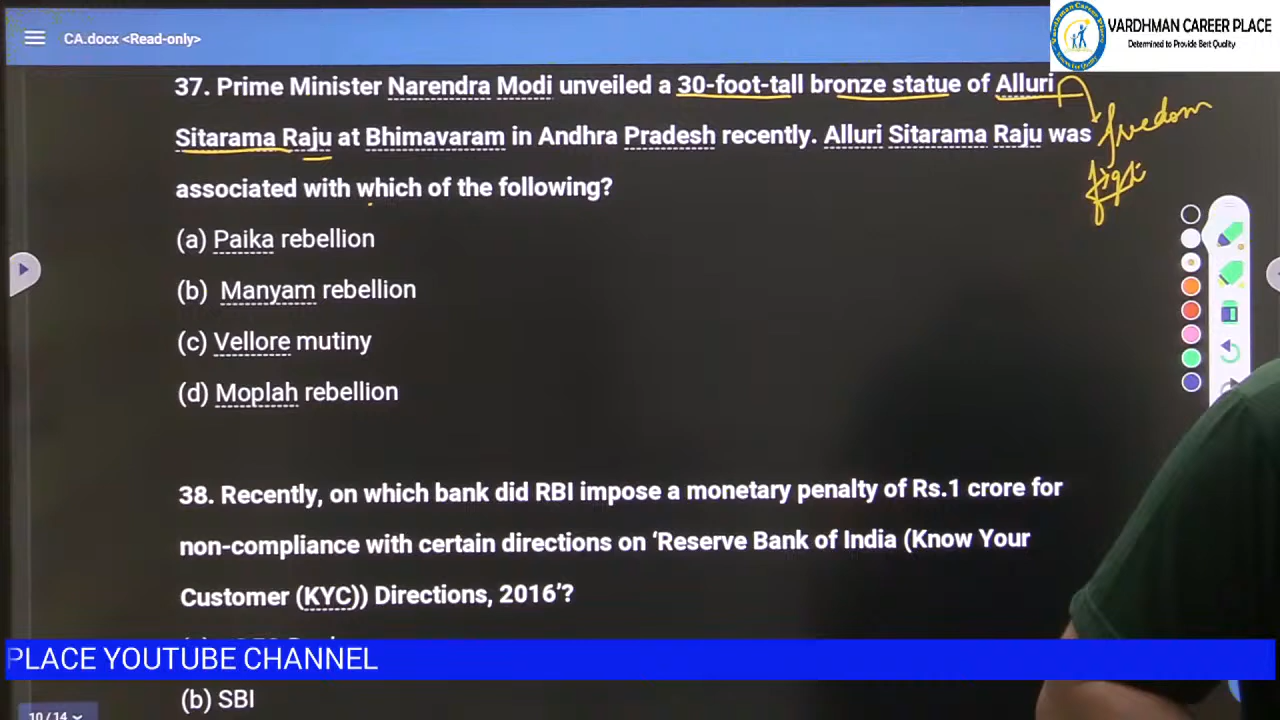 CA.docx <Read-only>
VARDHMAN CAREER PLACE
Determined to Provide Bert Quality
37. Prime Minister Narendra Modi unveiled a 30-foot-tall bronze statue of Alluri
Sitarama Raju at Bhimavaram in Andhra Pradesh recently. Alluri Sitarama Raju was
freedom
associated with which of the following?
(a) Paika rebellion
(b) Manyam rebellion
(c) Vellore mutiny
(d) Moplah rebellion
38. Recently, on which bank did RBI impose a monetary penalty of Rs.1 crore for
non-compliance with certain directions on ‘Reserve Bank of India (Know Your
Customer (KYC)) Directions, 2016’?
PLACE YOUTUBE CHANNEL
(b) SBI
10/14